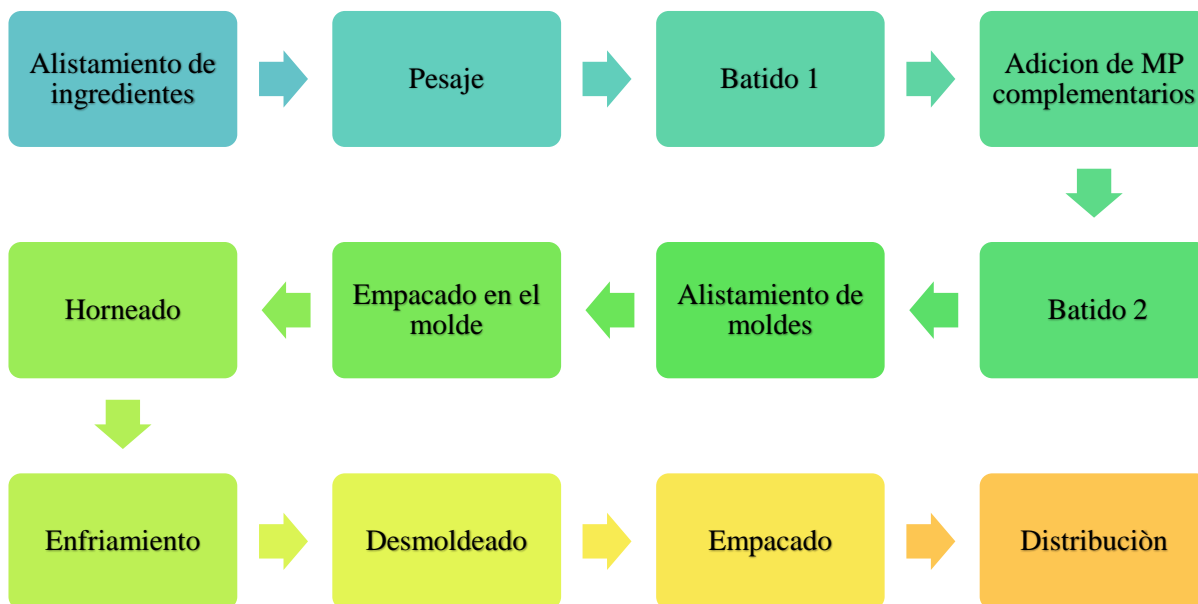 Alistamiento de
ingredientes
Pesaje
Batido 1
Adicion de MP
complementarios
Batido 2
Alistamiento de
moldes
Empacado en el
molde
Horneado
Enfriamiento
Desmoldeado
Empacado
Distribuciòn